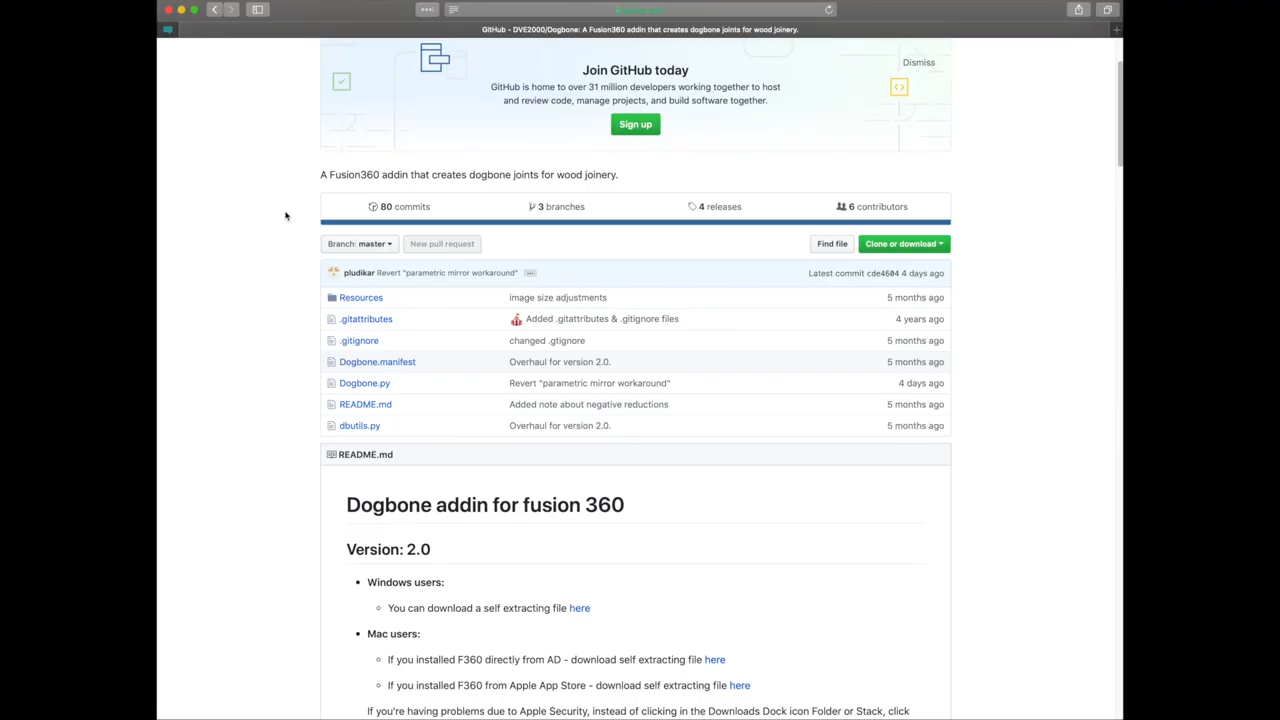 GitHub - DVE2000/Dogbone: A Fusion360 addin that creates dogbone joints for wood joinery.
Join GitHub today
Dismiss
GitHub is home to over 31 million developers working together to host
and review code, manage projects, and build software together.
Sign up
A Fusion360 addin that creates dogbone joints for wood joinery.
80 commits
3 branches
4 releases
6 contributors
Branch: master
New pull request
Find file
Clone or download
pludikar Revert "parametric mirror workaround"
Latest commit cde4604 4 days ago
Resources image size adjustments 5 months ago
.gitattributes Added .gitattributes & .gitignore files 4 years ago
.gitignore changed .gtignore 5 months ago
Dogbone.manifest Overhaul for version 2.0. 5 months ago
Dogbone.py Revert "parametric mirror workaround" 4 days ago
README.md Added note about negative reductions 5 months ago
dbutils.py Overhaul for version 2.0. 5 months ago
README.md
Dogbone addin for fusion 360
Version: 2.0
Windows users:
You can download a self extracting file here
Mac users:
If you installed F360 directly from AD - download self extracting file here
If you installed F360 from Apple App Store - download self extracting file here
If you're having problems due to Apple Security, instead of clicking in the Downloads Dock icon Folder or Stack, click